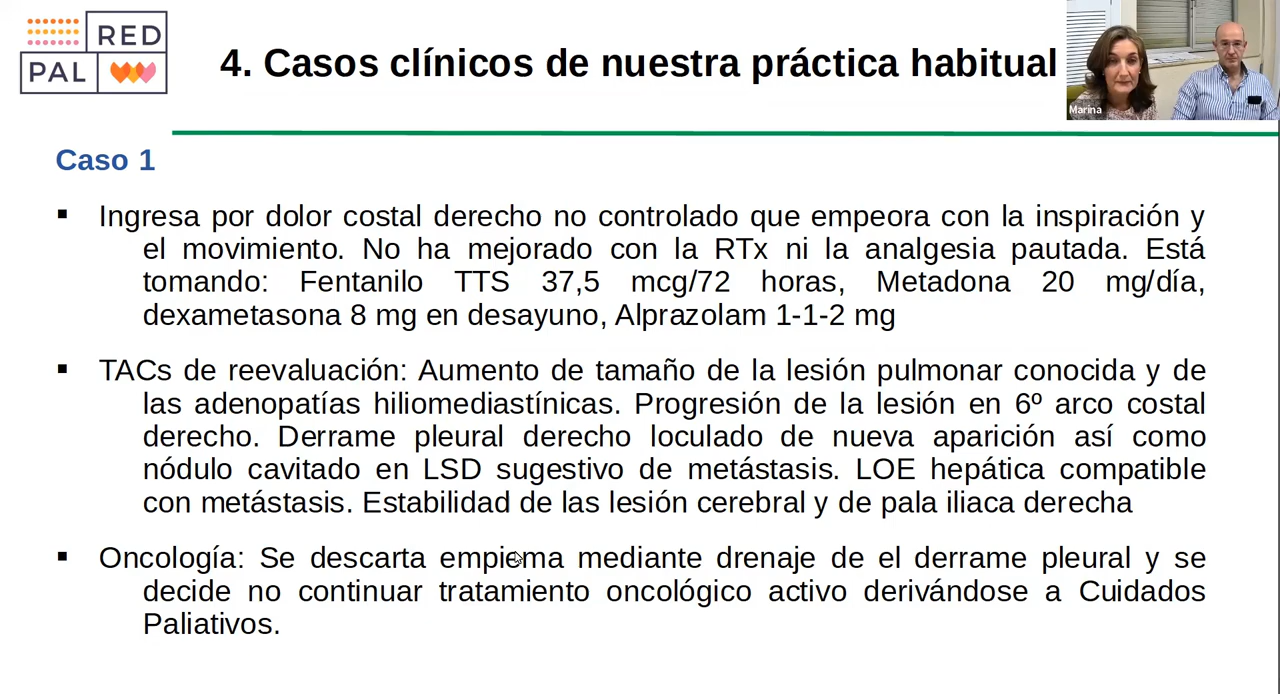 RED
PAL
4. Casos clínicos de nuestra práctica habitual
Marina
Caso 1
▪ Ingresa por dolor costal derecho no controlado que empeora con la inspiración y
el movimiento. No ha mejorado con la RTx ni la analgesia pautada. Está
tomando: Fentanilo TTS 37,5 mcg/72 horas, Metadona 20 mg/día,
dexametasona 8 mg en desayuno, Alprazolam 1-1-2 mg
▪ TACs de reevaluación: Aumento de tamaño de la lesión pulmonar conocida y de
las adenopatías hiliomediastínicas. Progresión de la lesión en 6º arco costal
derecho. Derrame pleural derecho loculado de nueva aparición así como
nódulo cavitado en LSD sugestivo de metástasis. LOE hepática compatible
con metástasis. Estabilidad de las lesión cerebral y de pala iliaca derecha
▪ Oncología: Se descarta empiema mediante drenaje de el derrame pleural y se
decide no continuar tratamiento oncológico activo derivándose a Cuidados
Paliativos.